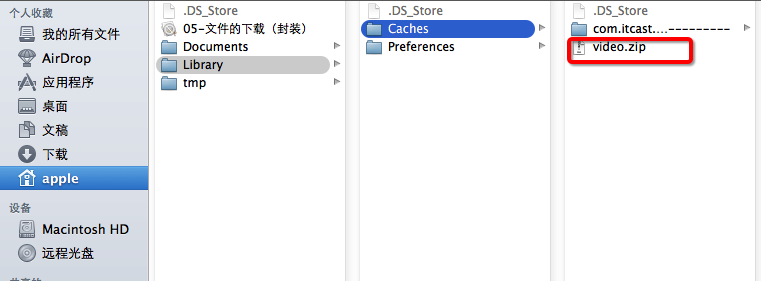 个人收藏
我的所有文件
AirDrop
应用程序
桌面
文稿
下载
apple
设备
Macintosh HD
远程光盘
.DS_Store
05-文件的下载（封装）
Documents
Library
tmp
.DS_Store
Caches
Preferences
.DS_Store
com.itcast....---------
video.zip